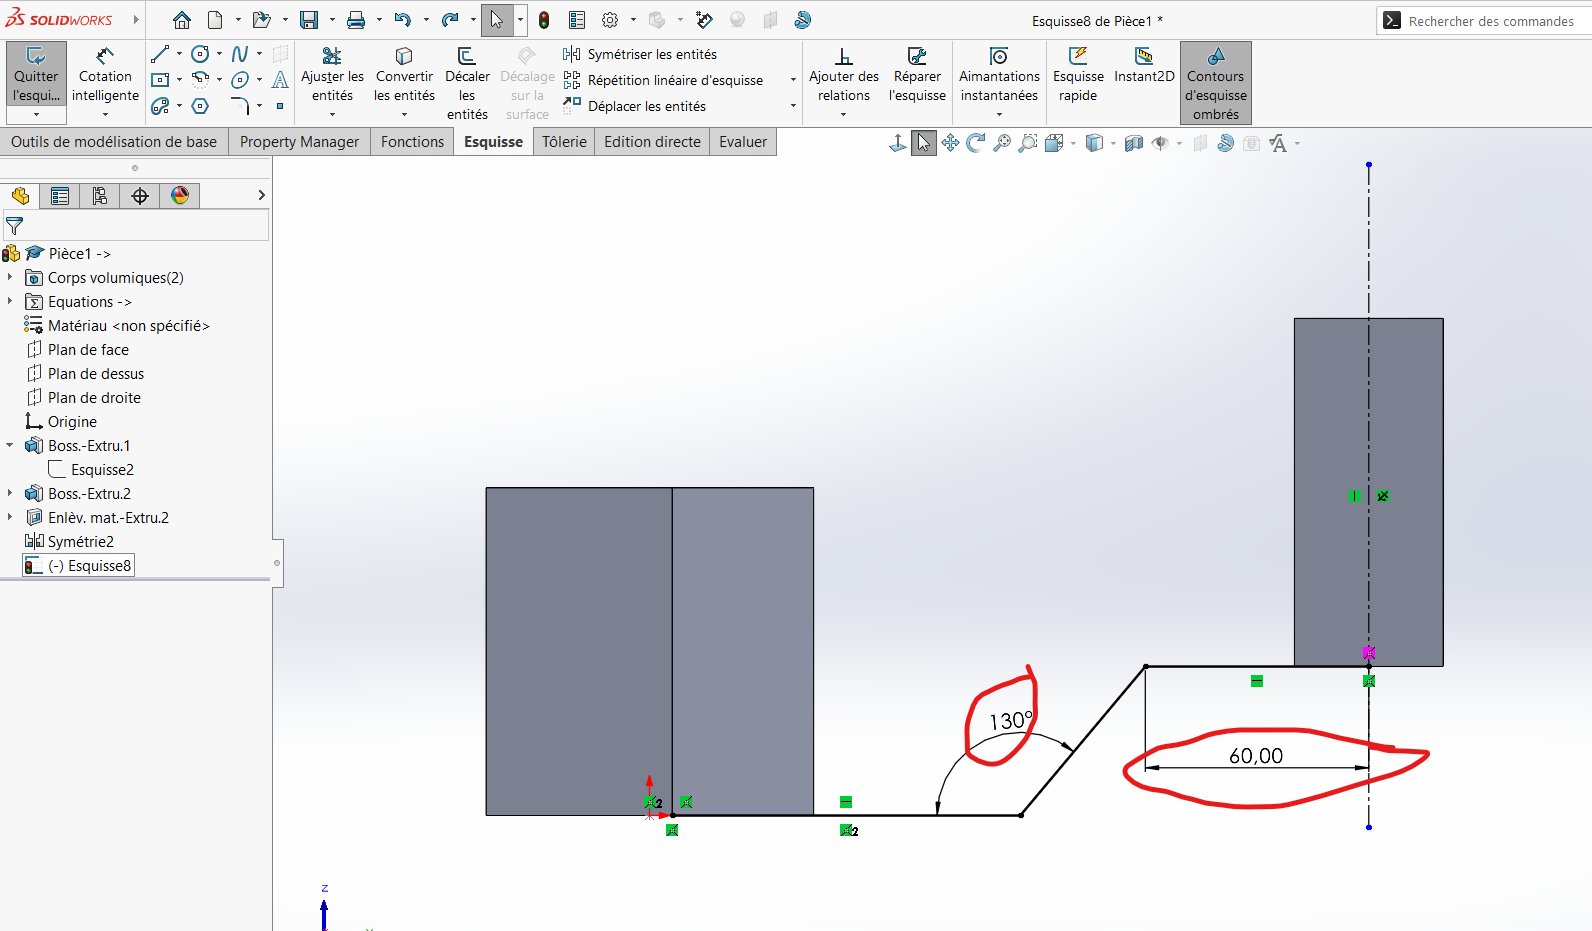 SOLIDWORKS
Esquisse8 de Pièce1 *
Rechercher des commandes
Quitter l'esqui...
Cotation intelligente
Ajuster les entités
Convertir les entités
Décaler les entités
Décalage sur la surface
Symétriser les entités
Répétition linéaire d'esquisse
Déplacer les entités
Ajouter des relations
Réparer l'esquisse
Aimantations instantanées
Esquisse rapide
Instant2D
Contours d'esquisse ombrés
Outils de modélisation de base
Property Manager
Fonctions
Esquisse
Tôlerie
Edition directe
Evaluer
Pièce1 ->
Corps volumiques(2)
Equations ->
Matériau <non spécifié>
Plan de face
Plan de dessus
Plan de droite
Origine
Boss.-Extru.1
Esquisse2
Boss.-Extru.2
Enlèv. mat.-Extru.2
Symétrie2
(-) Esquisse8
130°
60,00
2
2
z